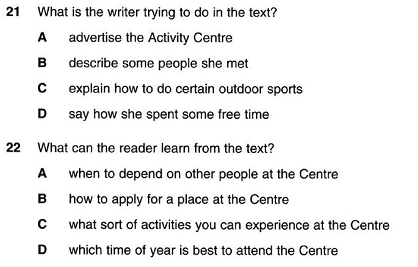 21 What is the writer trying to do in the text?
A advertise the Activity Centre
B describe some people she met
C explain how to do certain outdoor sports
D say how she spent some free time
22 What can the reader learn from the text?
A when to depend on other people at the Centre
B how to apply for a place at the Centre
C what sort of activities you can experience at the Centre
D which time of year is best to attend the Centre